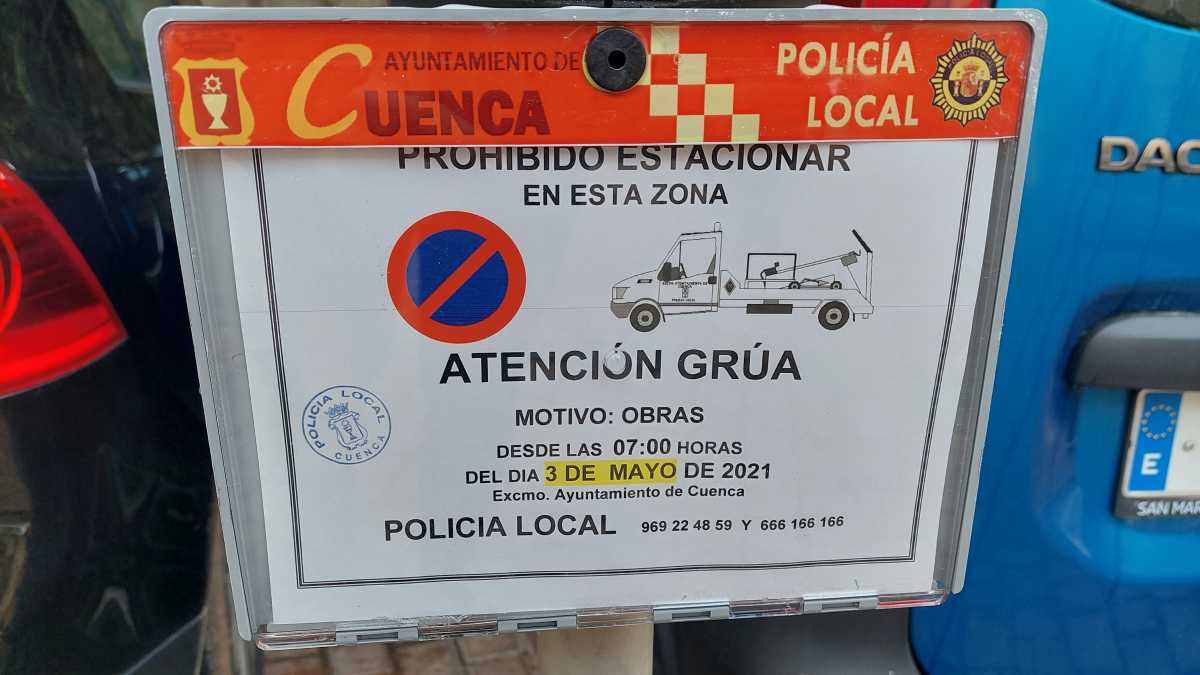 AYUNTAMIENTO DE
CUENCA
POLICÍA
LOCAL
PROHIBIDO ESTACIONAR
EN ESTA ZONA
ATENCIÓN GRÚA
MOTIVO: OBRAS
DESDE LAS 07:00 HORAS
DEL DIA 3 DE MAYO DE 2021
Excmo. Ayuntamiento de Cuenca
POLICIA LOCAL 969 22 48 59 Y 666 166 166
POLICIA LOCAL
CUENCA
DAC
E
SAN MAR